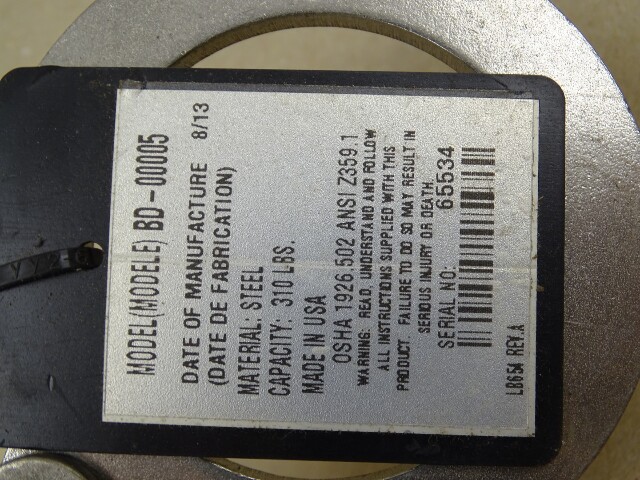 MODEL(MODELE) BD-00005
DATE OF MANUFACTURE 8/13
(DATE DE FABRICATION)
MATERIAL: STEEL
CAPACITY: 310 LBS.
MADE IN USA
OSHA 1926.502 ANSI Z359.1
WARNING: READ, UNDERSTAND AND FOLLOW
ALL INSTRUCTIONS SUPPLIED WITH THIS
PRODUCT. FAILURE TO DO SO MAY RESULT IN
SERIOUS INJURY OR DEATH.
SERIAL NO: 65534
LB654 REV.A